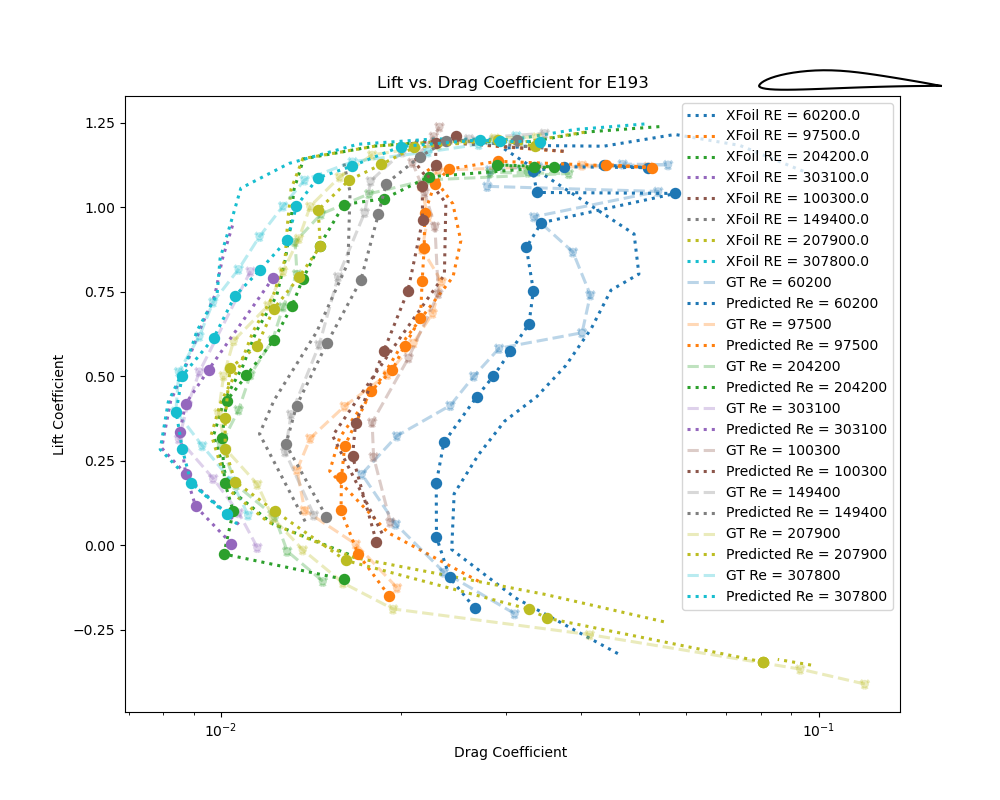 Lift vs. Drag Coefficient for E193
1.25
1.00
0.75
0.50
0.25
0.00
−0.25
Lift Coefficient
10⁻²
10⁻¹
Drag Coefficient
XFoil RE = 60200.0
XFoil RE = 97500.0
XFoil RE = 204200.0
XFoil RE = 303100.0
XFoil RE = 100300.0
XFoil RE = 149400.0
XFoil RE = 207900.0
XFoil RE = 307800.0
GT Re = 60200
Predicted Re = 60200
GT Re = 97500
Predicted Re = 97500
GT Re = 204200
Predicted Re = 204200
GT Re = 303100
Predicted Re = 303100
GT Re = 100300
Predicted Re = 100300
GT Re = 149400
Predicted Re = 149400
GT Re = 207900
Predicted Re = 207900
GT Re = 307800
Predicted Re = 307800